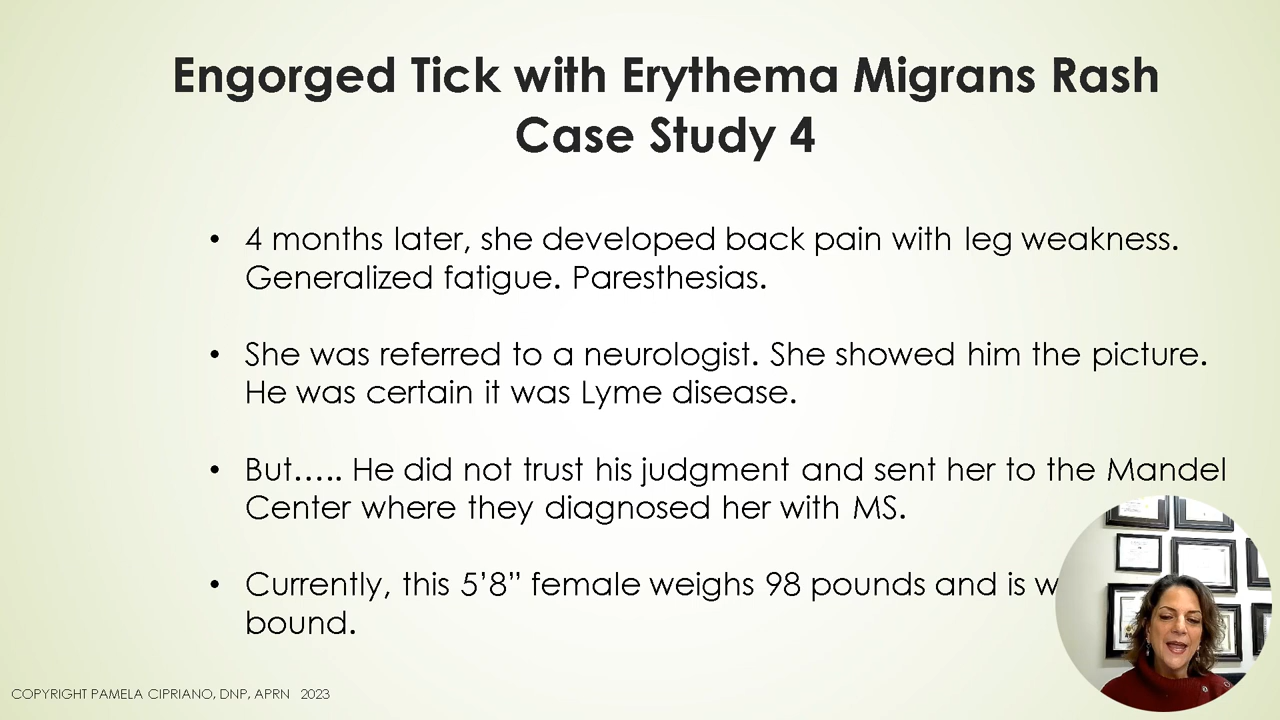 Engorged Tick with Erythema Migrans Rash
Case Study 4
• 4 months later, she developed back pain with leg weakness.
Generalized fatigue. Paresthesias.
• She was referred to a neurologist. She showed him the picture.
He was certain it was Lyme disease.
• But….. He did not trust his judgment and sent her to the Mandel
Center where they diagnosed her with MS.
• Currently, this 5’8” female weighs 98 pounds and is
bound.
COPYRIGHT PAMELA CIPRIANO, DNP, APRN 2023